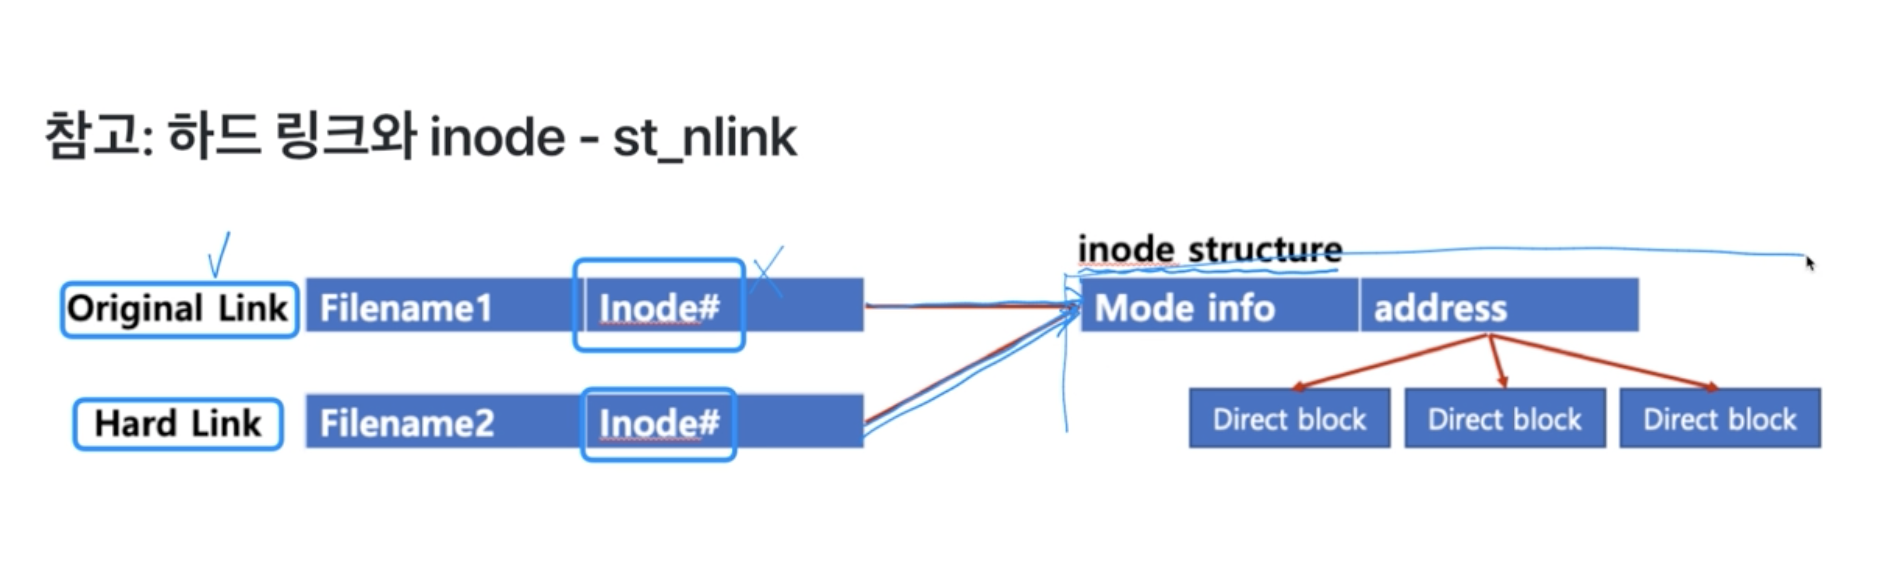 참고: 하드 링크와 inode - st_nlink
inode structure
Original Link Filename1 Inode# Mode info address
Hard Link Filename2 Inode# Direct block Direct block Direct block